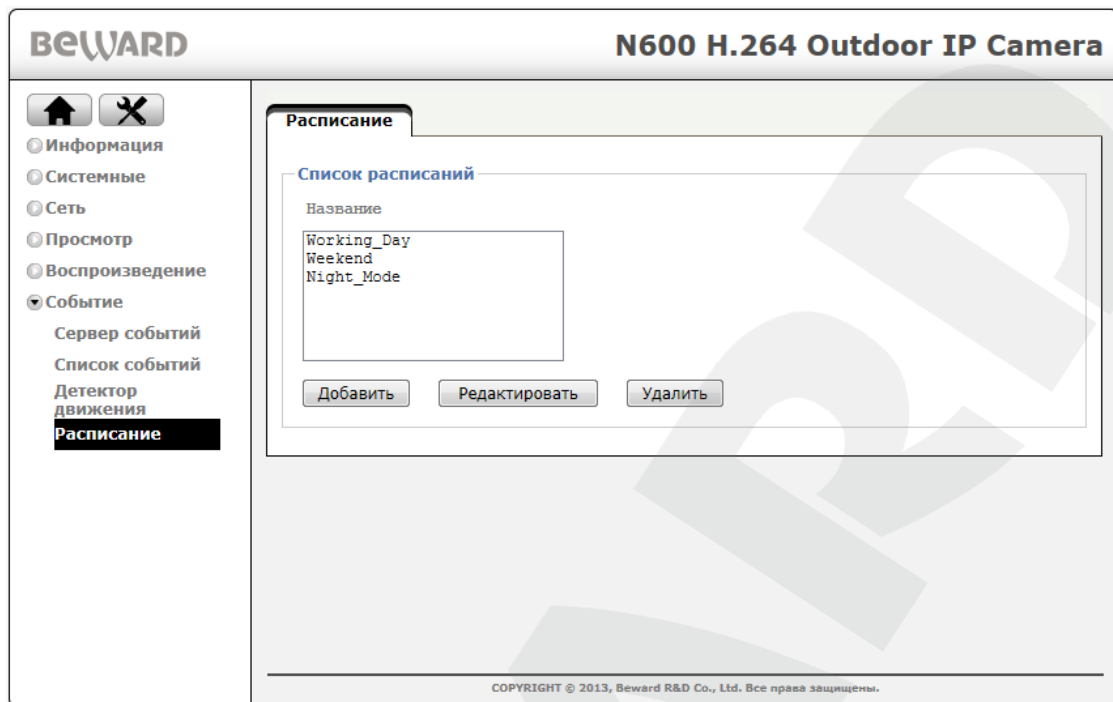 BEWARD
N600 H.264 Outdoor IP Camera
Информация
Системные
Сеть
Просмотр
Воспроизведение
Событие
Сервер событий
Список событий
Детектор
движения
Расписание
Расписание
Список расписаний
Название
Working_Day
Weekend
Night_Mode
Добавить Редактировать Удалить
COPYRIGHT © 2013, Beward R&D Co., Ltd. Все права защищены.